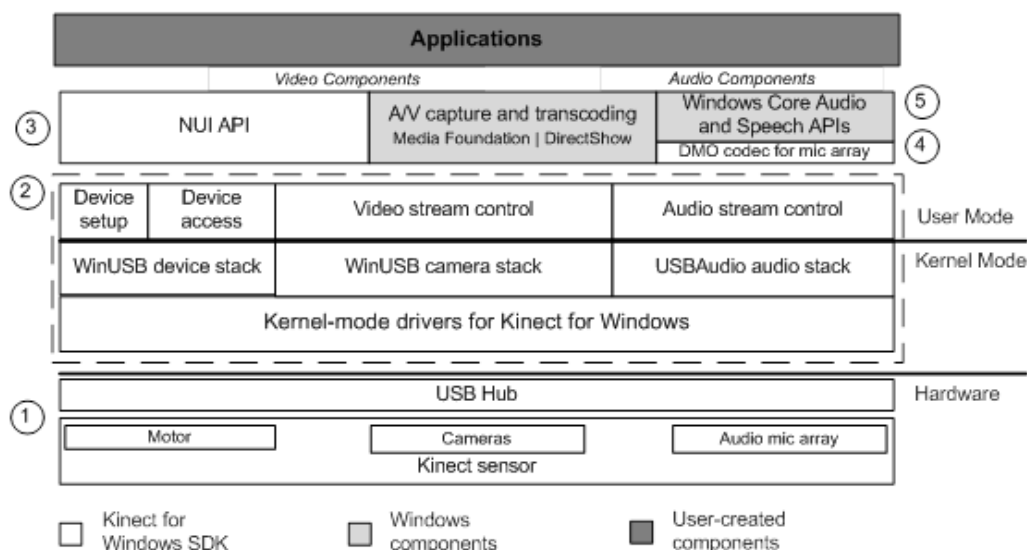 Applications
Video Components
Audio Components
3
NUI API
A/V capture and transcoding
Media Foundation | DirectShow
Windows Core Audio
and Speech APIs
5
DMO codec for mic array
4
2
Device
setup
Device
access
Video stream control
Audio stream control
User Mode
WinUSB device stack
WinUSB camera stack
USBAudio audio stack
Kernel Mode
Kernel-mode drivers for Kinect for Windows
USB Hub
Hardware
1
Motor
Cameras
Audio mic array
Kinect sensor
Kinect for
Windows SDK
Windows
components
User-created
components